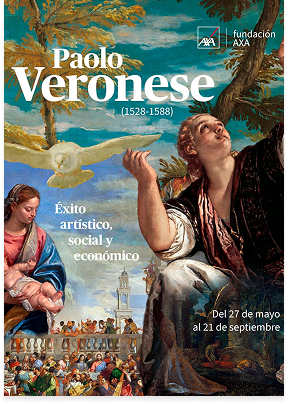 AXA
fundación
AXA
Paolo
Veronese
(1528-1588)
Éxito
artístico,
social y
económico
Del 27 de mayo
al 21 de septiembre